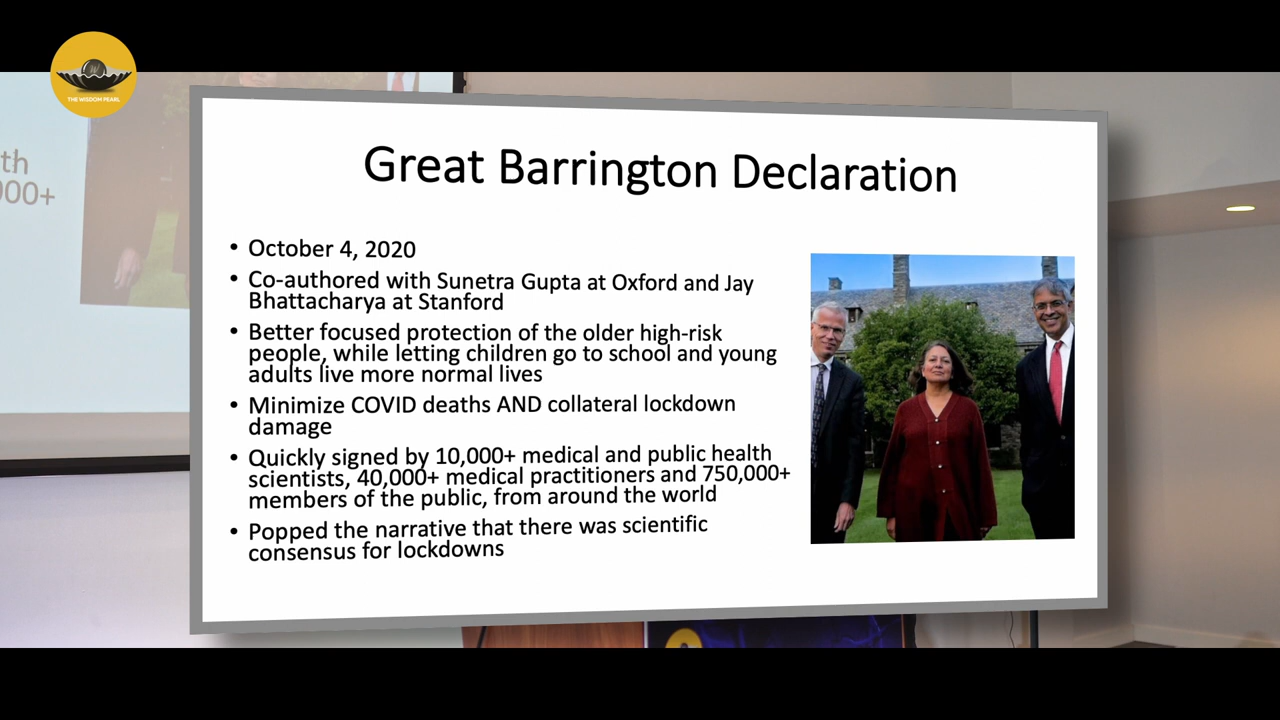 THE WISDOM PEARL
th
000+
Great Barrington Declaration
• October 4, 2020
• Co-authored with Sunetra Gupta at Oxford and Jay
Bhattacharya at Stanford
• Better focused protection of the older high-risk
people, while letting children go to school and young
adults live more normal lives
• Minimize COVID deaths AND collateral lockdown
damage
• Quickly signed by 10,000+ medical and public health
scientists, 40,000+ medical practitioners and 750,000+
members of the public, from around the world
• Popped the narrative that there was scientific
consensus for lockdowns